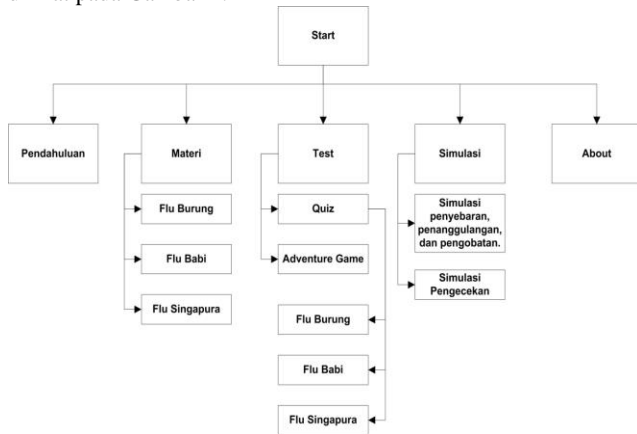 Start
Pendahuluan
Materi
Test
Simulasi
About
Flu Burung
Flu Babi
Flu Singapura
Quiz
Adventure Game
Flu Burung
Flu Babi
Flu Singapura
Simulasi
penyebaran,
penanggulangan,
dan pengobatan.
Simulasi
Pengecekan